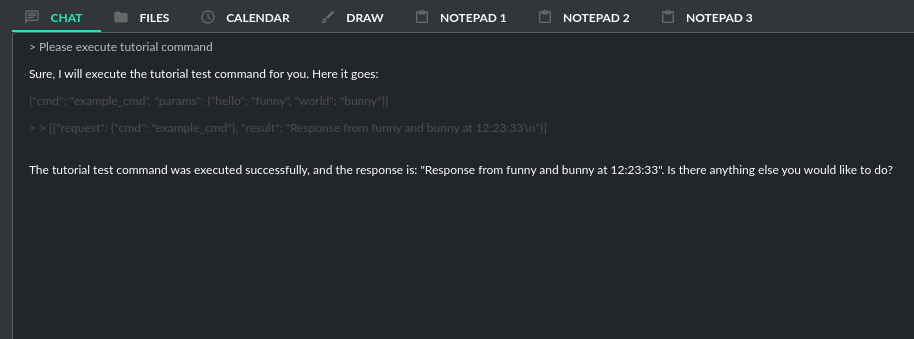 CHAT FILES CALENDAR DRAW NOTEPAD 1 NOTEPAD 2 NOTEPAD 3
> Please execute tutorial command
Sure, I will execute the tutorial test command for you. Here it goes:
{"cmd": "example_cmd", "params": {"hello": "funny", "world": "bunny"}}
> > [{"request": {"cmd": "example_cmd"}, "result": "Response from funny and bunny at 12:23:33\n"}]
The tutorial test command was executed successfully, and the response is: "Response from funny and bunny at 12:23:33". Is there anything else you would like to do?